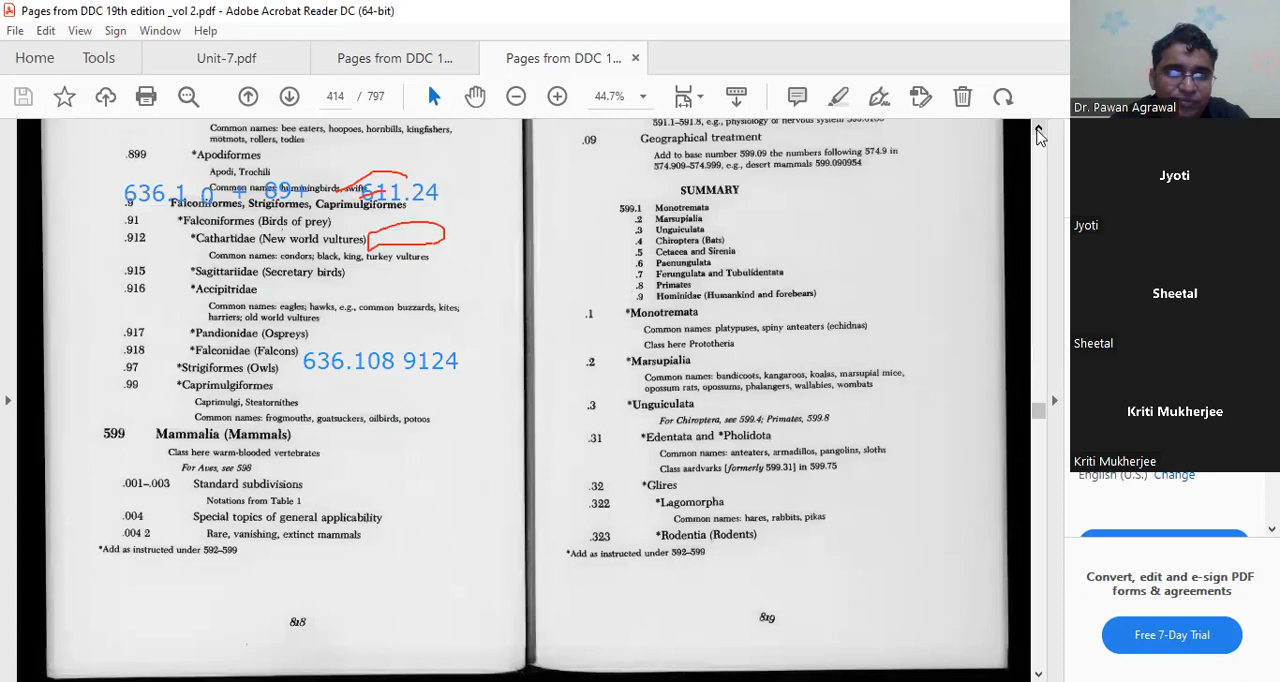 Pages from DDC 19th edition _vol 2.pdf - Adobe Acrobat Reader DC (64-bit)
File Edit View Sign Window Help
Home Tools Unit-7.pdf Pages from DDC 1... Pages from DDC 1... ×
414 / 797 44.7%
Common names: bee eaters, hoopoes, hornbills, kingfishers,
motmots, rollers, todies
.899 *Apodiformes
Apodi, Trochili
Common names: hummingbirds, swifts
636.1 0 + 89+ 611.24
.9 Falconiformes, Strigiformes, Caprimulgiformes
.91 *Falconiformes (Birds of prey)
.912 *Cathartidae (New world vultures)
Common names: condors; black, king, turkey vultures
.915 *Sagittariidae (Secretary birds)
.916 *Accipitridae
Common names: eagles; hawks, e.g., common buzzards, kites;
harriers; old world vultures
.917 *Pandionidae (Ospreys)
.918 *Falconidae (Falcons)
636.108 9124
.97 *Strigiformes (Owls)
.99 *Caprimulgiformes
Caprimulgi, Steatornithes
Common names: frogmouths, goatsuckers, oilbirds, potoos
599 Mammalia (Mammals)
Class here warm-blooded vertebrates
For Aves, see 598
.001–.003 Standard subdivisions
Notations from Table 1
.004 Special topics of general applicability
.004 2 Rare, vanishing, extinct mammals
*Add as instructed under 592–599
818
591.1–591.8, e.g., physiology of nervous system
.09 Geographical treatment
Add to base number 599.09 the numbers following 574.9 in
574.909–574.999, e.g., desert mammals 599.090954
SUMMARY
599.1 Monotremata
.2 Marsupialia
.3 Unguiculata
.4 Chiroptera (Bats)
.5 Cetacea and Sirenia
.6 Paenungulata
.7 Ferungulata and Tubulidentata
.8 Primates
.9 Hominidae (Humankind and forebears)
.1 *Monotremata
Common names: platypuses, spiny anteaters (echidnas)
Class here Prototheria
.2 *Marsupialia
Common names: bandicoots, kangaroos, koalas, marsupial mice,
opossum rats, opossums, phalangers, wallabies, wombats
.3 *Unguiculata
For Chiroptera, see 599.4; Primates, 599.8
.31 *Edentata and *Pholidota
Common names: anteaters, armadillos, pangolins, sloths
Class aardvarks [formerly 599.31] in 599.75
.32 *Glires
.322 *Lagomorpha
Common names: hares, rabbits, pikas
.323 *Rodentia (Rodents)
*Add as instructed under 592–599
819
Dr. Pawan Agrawal
Jyoti
Jyoti
Sheetal
Sheetal
Kriti Mukherjee
Kriti Mukherjee
English (U.S.) Change
Convert, edit and e-sign PDF
forms & agreements
Free 7-Day Trial